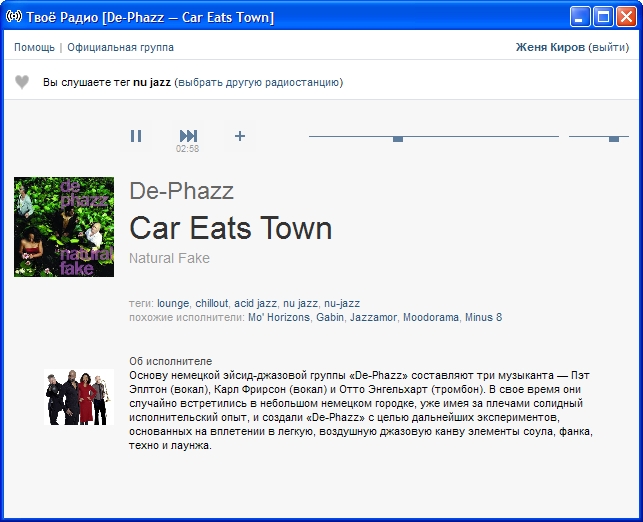 Твоё Радио [De-Phazz — Car Eats Town]
Помощь | Официальная группа
Женя Киров (выйти)
Вы слушаете тег nu jazz (выбрать другую радиостанцию)
02:58
de
phazz
natural
fake
De-Phazz
Car Eats Town
Natural Fake
теги: lounge, chillout, acid jazz, nu jazz, nu-jazz
похожие исполнители: Mo' Horizons, Gabin, Jazzamor, Moodorama, Minus 8
Об исполнителе
Основу немецкой эйсид-джазовой группы «De-Phazz» составляют три музыканта — Пэт
Эплтон (вокал), Карл Фрирсон (вокал) и Отто Энгельхарт (тромбон). В свое время они
случайно встретились в небольшом немецком городке, уже имея за плечами солидный
исполнительский опыт, и создали «De-Phazz» с целью дальнейших экспериментов,
основанных на вплетении в легкую, воздушную джазовую канву элементы соула, фанка,
техно и лаунжа.